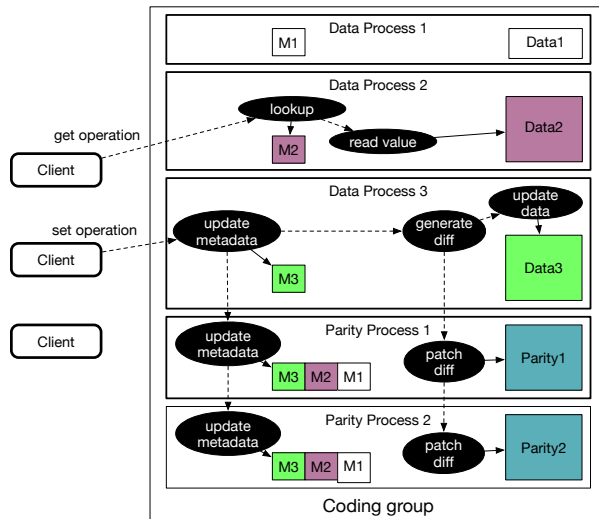 Data Process 1
M1
Data1
Data Process 2
lookup
get operation
M2
read value
Data2
Client
Data Process 3
update
data
update
metadata
generate
diff
set operation
Client
M3
Data3
Parity Process 1
update
metadata
Client
patch
diff
Parity1
M3 M2 M1
Parity Process 2
update
metadata
patch
diff
Parity2
M3 M2 M1
Coding group